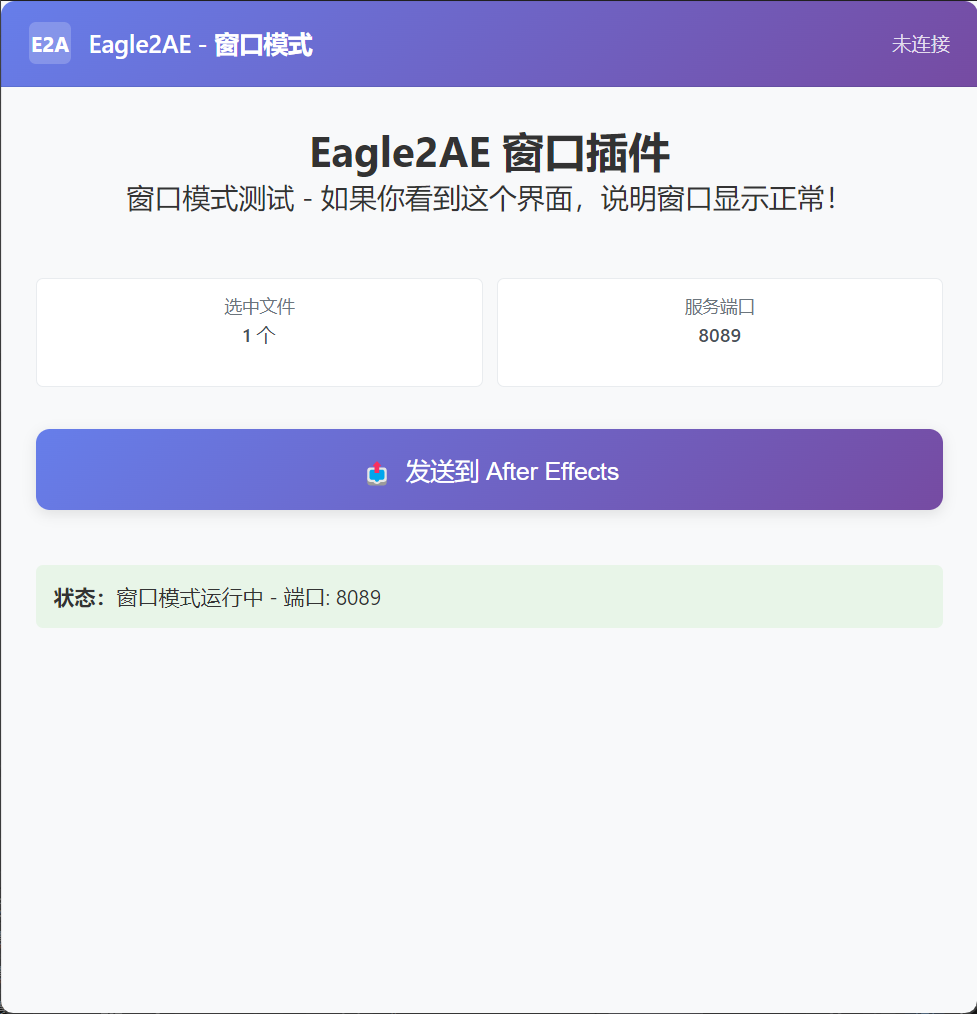 E2A Eagle2AE - 窗口模式 未连接
Eagle2AE 窗口插件
窗口模式测试 - 如果你看到这个界面，说明窗口显示正常！
选中文件
1 个
服务端口
8089
发送到 After Effects
状态：窗口模式运行中 - 端口: 8089